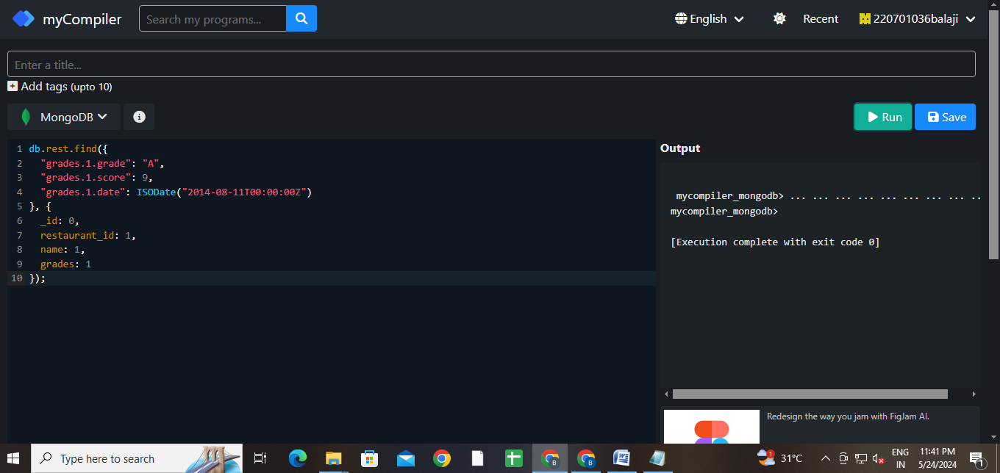 myCompiler
Search my programs...
English
Recent
220701036balaji
Enter a title...
Add tags (upto 10)
MongoDB
Run
Save
1 db.rest.find({
2 "grades.1.grade": "A",
3 "grades.1.score": 9,
4 "grades.1.date": ISODate("2014-08-11T00:00:00Z")
5 }, {
6 _id: 0,
7 restaurant_id: 1,
8 name: 1,
9 grades: 1
10 });
Output
mycompiler_mongodb> ... ... ... ... ... ... ... ... ..
mycompiler_mongodb>
[Execution complete with exit code 0]
Redesign the way you jam with FigJam AI.
Type here to search
B
B
W
1
31°C
ENG
IN
11:41 PM
5/24/2024
1